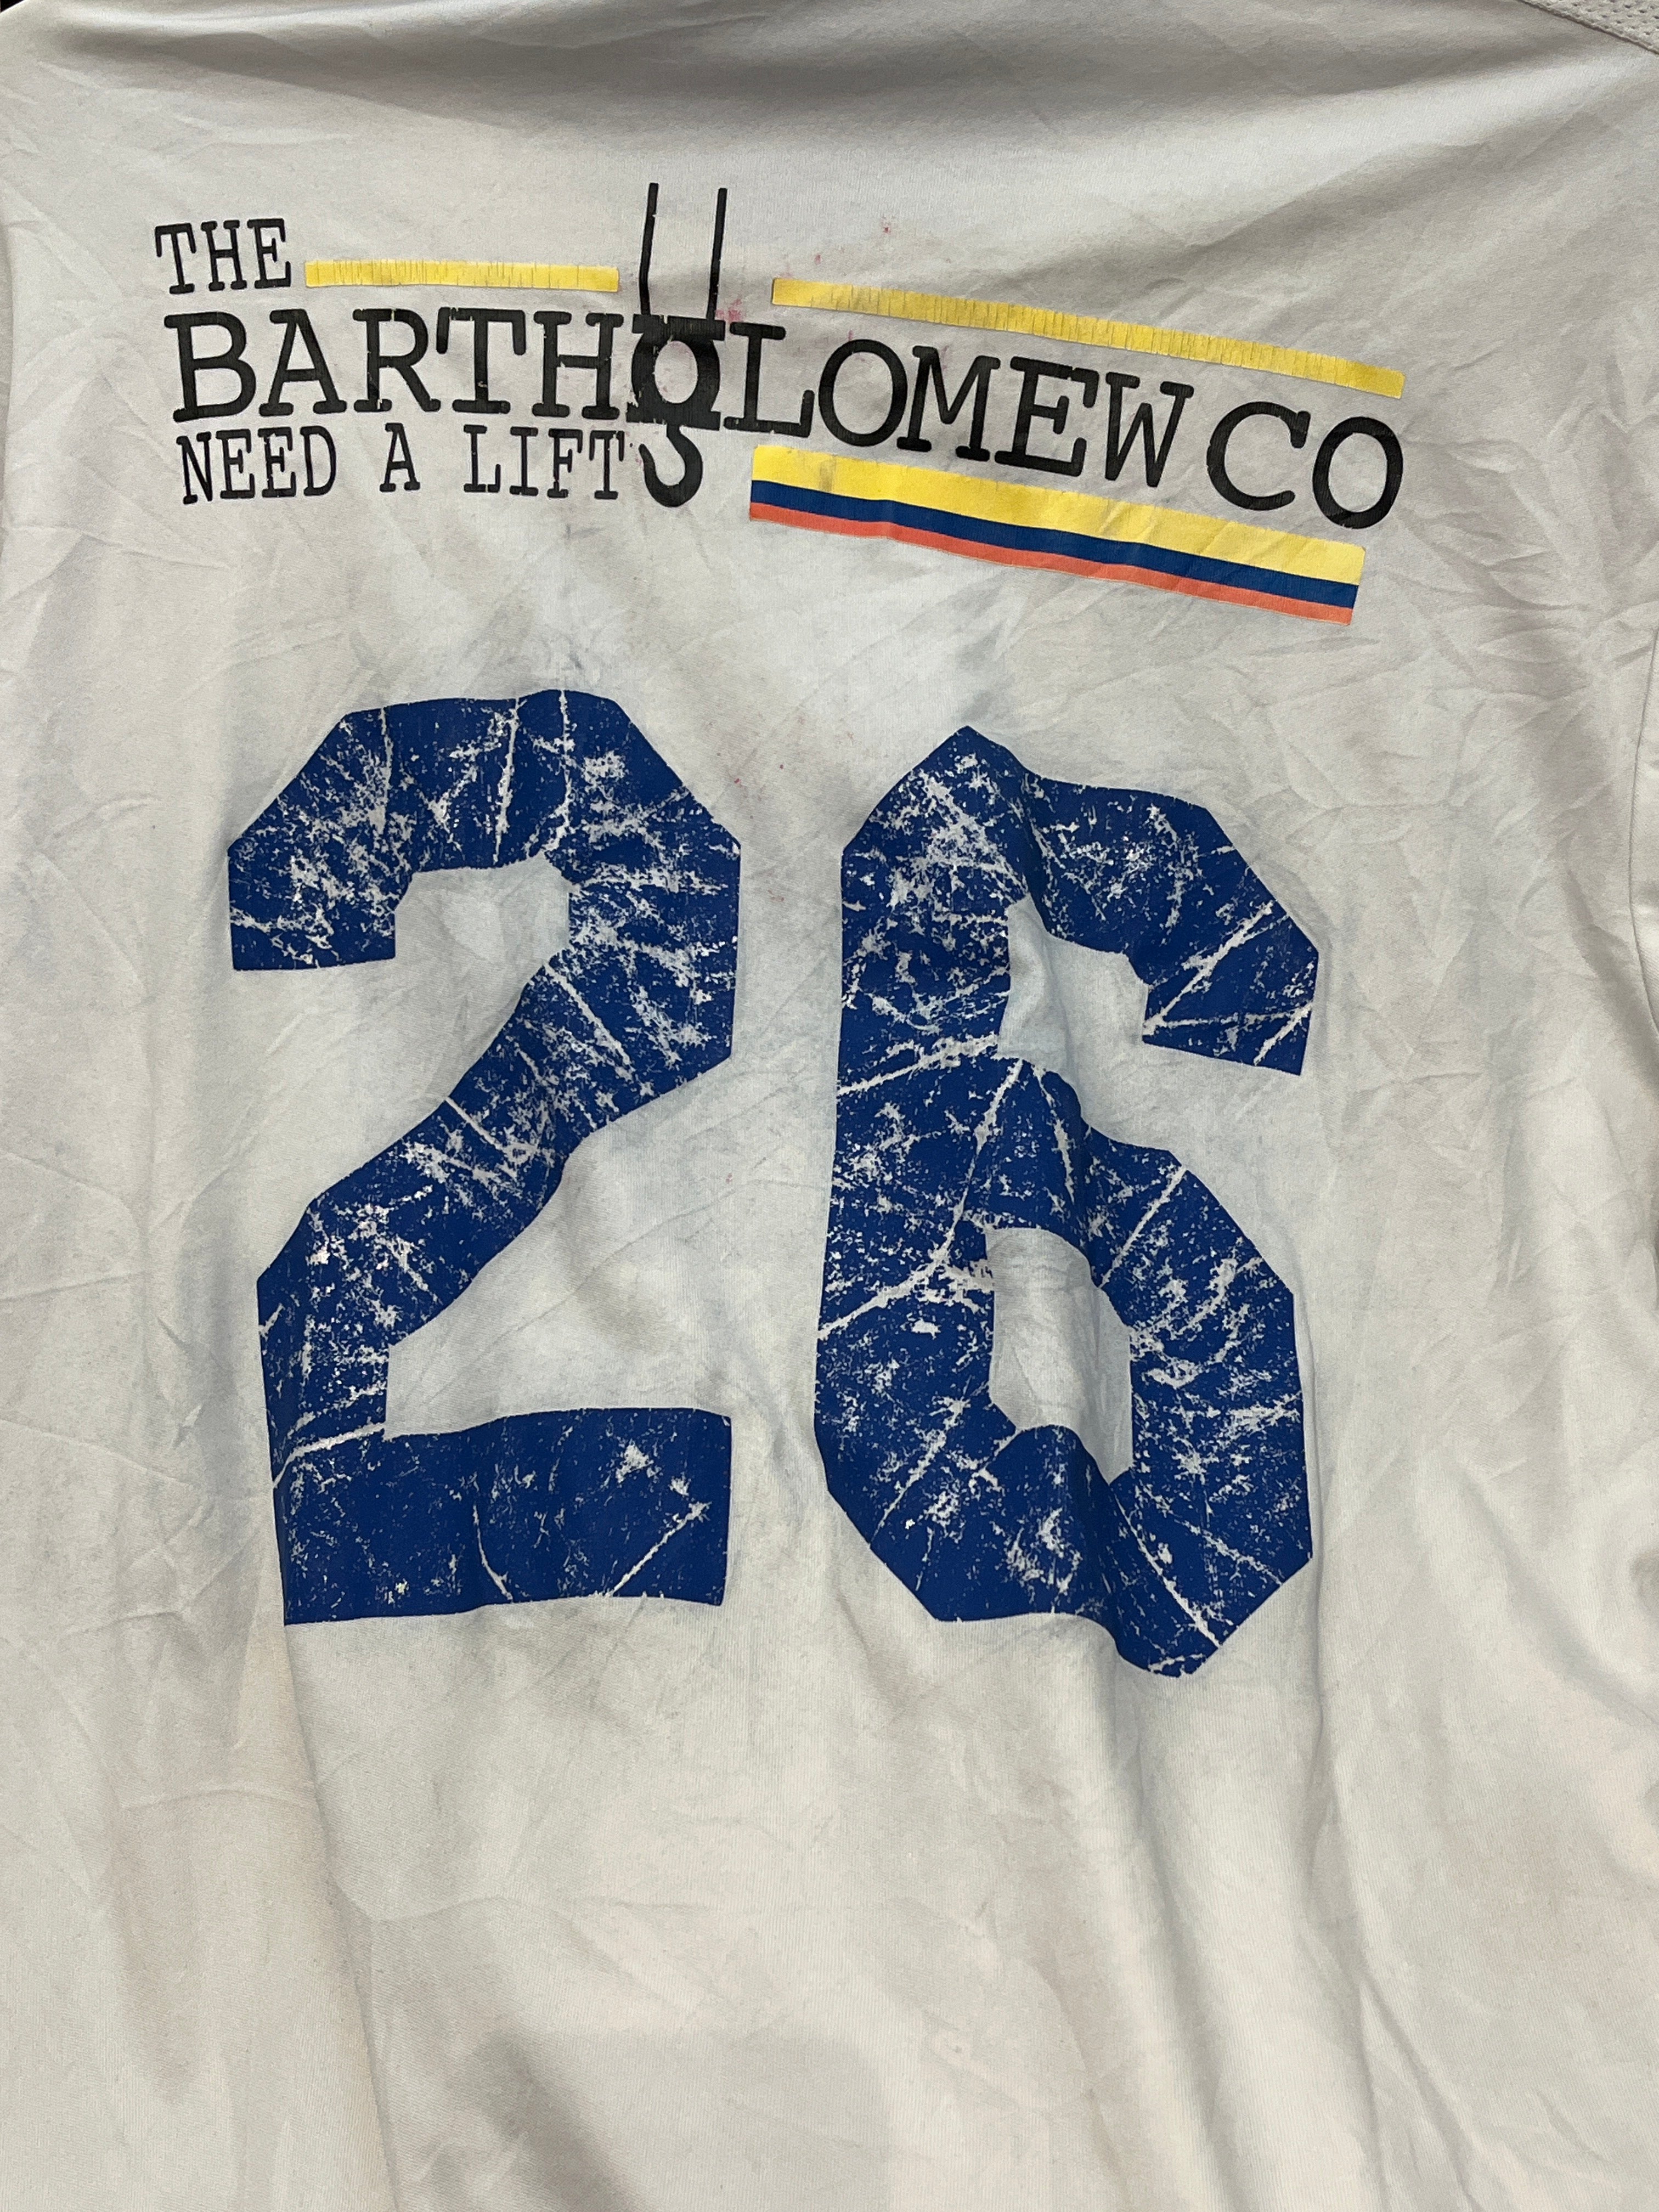 THE
BARTHOLOMEW CO
NEED A LIFT
26